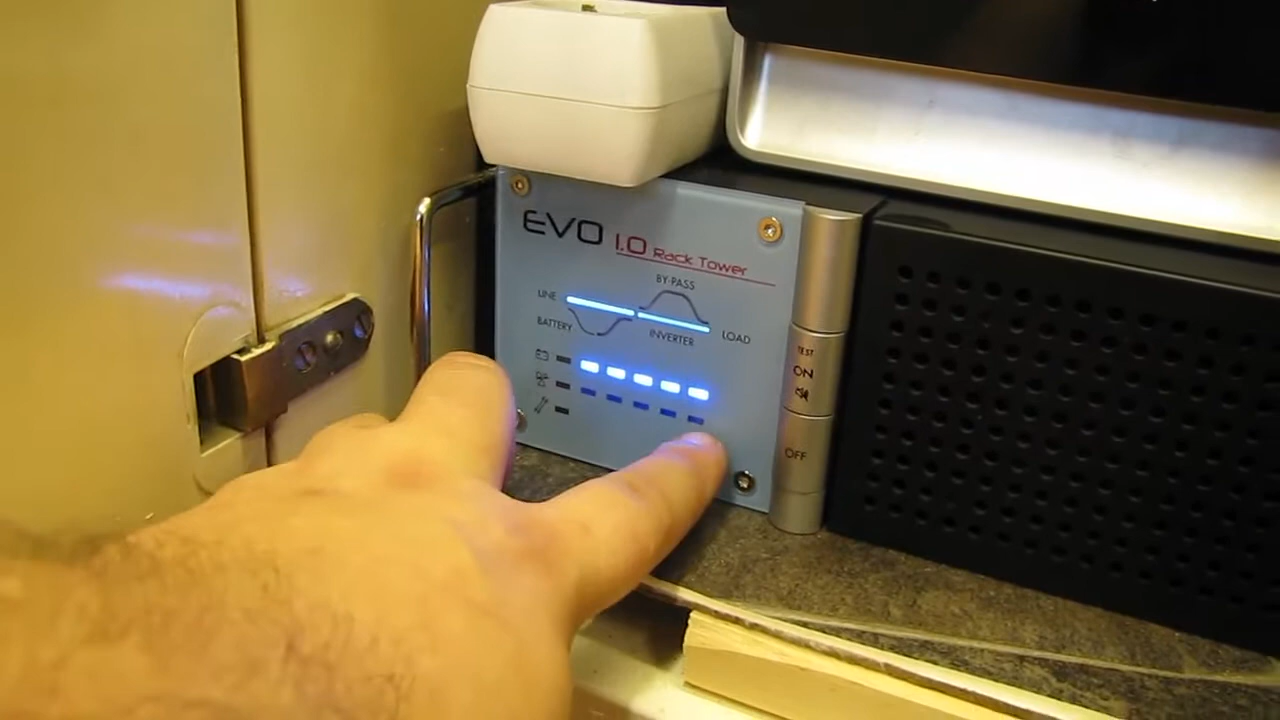 EVO 1.0 Rack Tower
BY-PASS
LINE
BATTERY
INVERTER
LOAD
TEST
ON
OFF